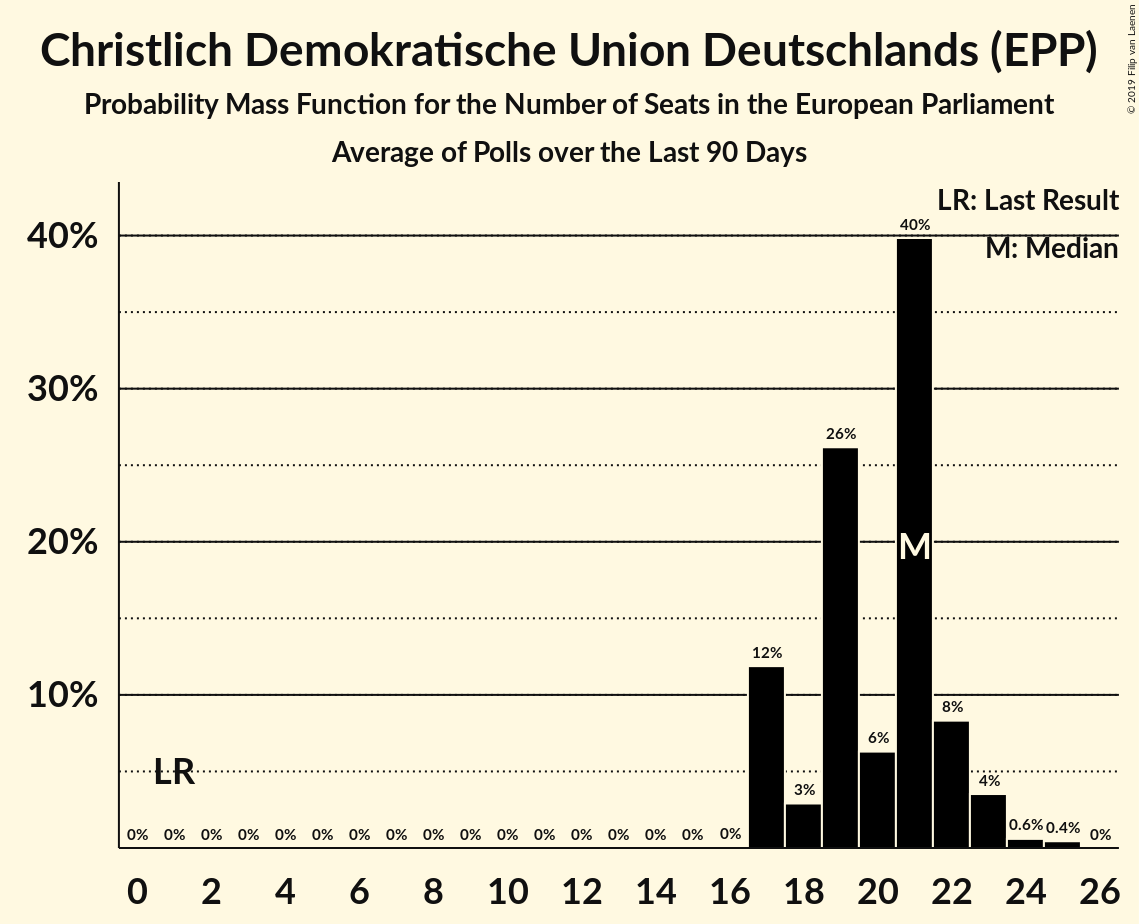 Christlich Demokratische Union Deutschlands (EPP)
Probability Mass Function for the Number of Seats in the European Parliament
Average of Polls over the Last 90 Days
© 2019 Filip van Laenen
LR: Last Result
M: Median
40%
30%
20%
10%
40%
26%
12%
3%
6%
8%
4%
0.6%
0.4%
0%
M
LR
0% 0% 0% 0% 0% 0% 0% 0% 0% 0% 0% 0% 0% 0% 0% 0% 0%
0 2 4 6 8 10 12 14 16 18 20 22 24 26